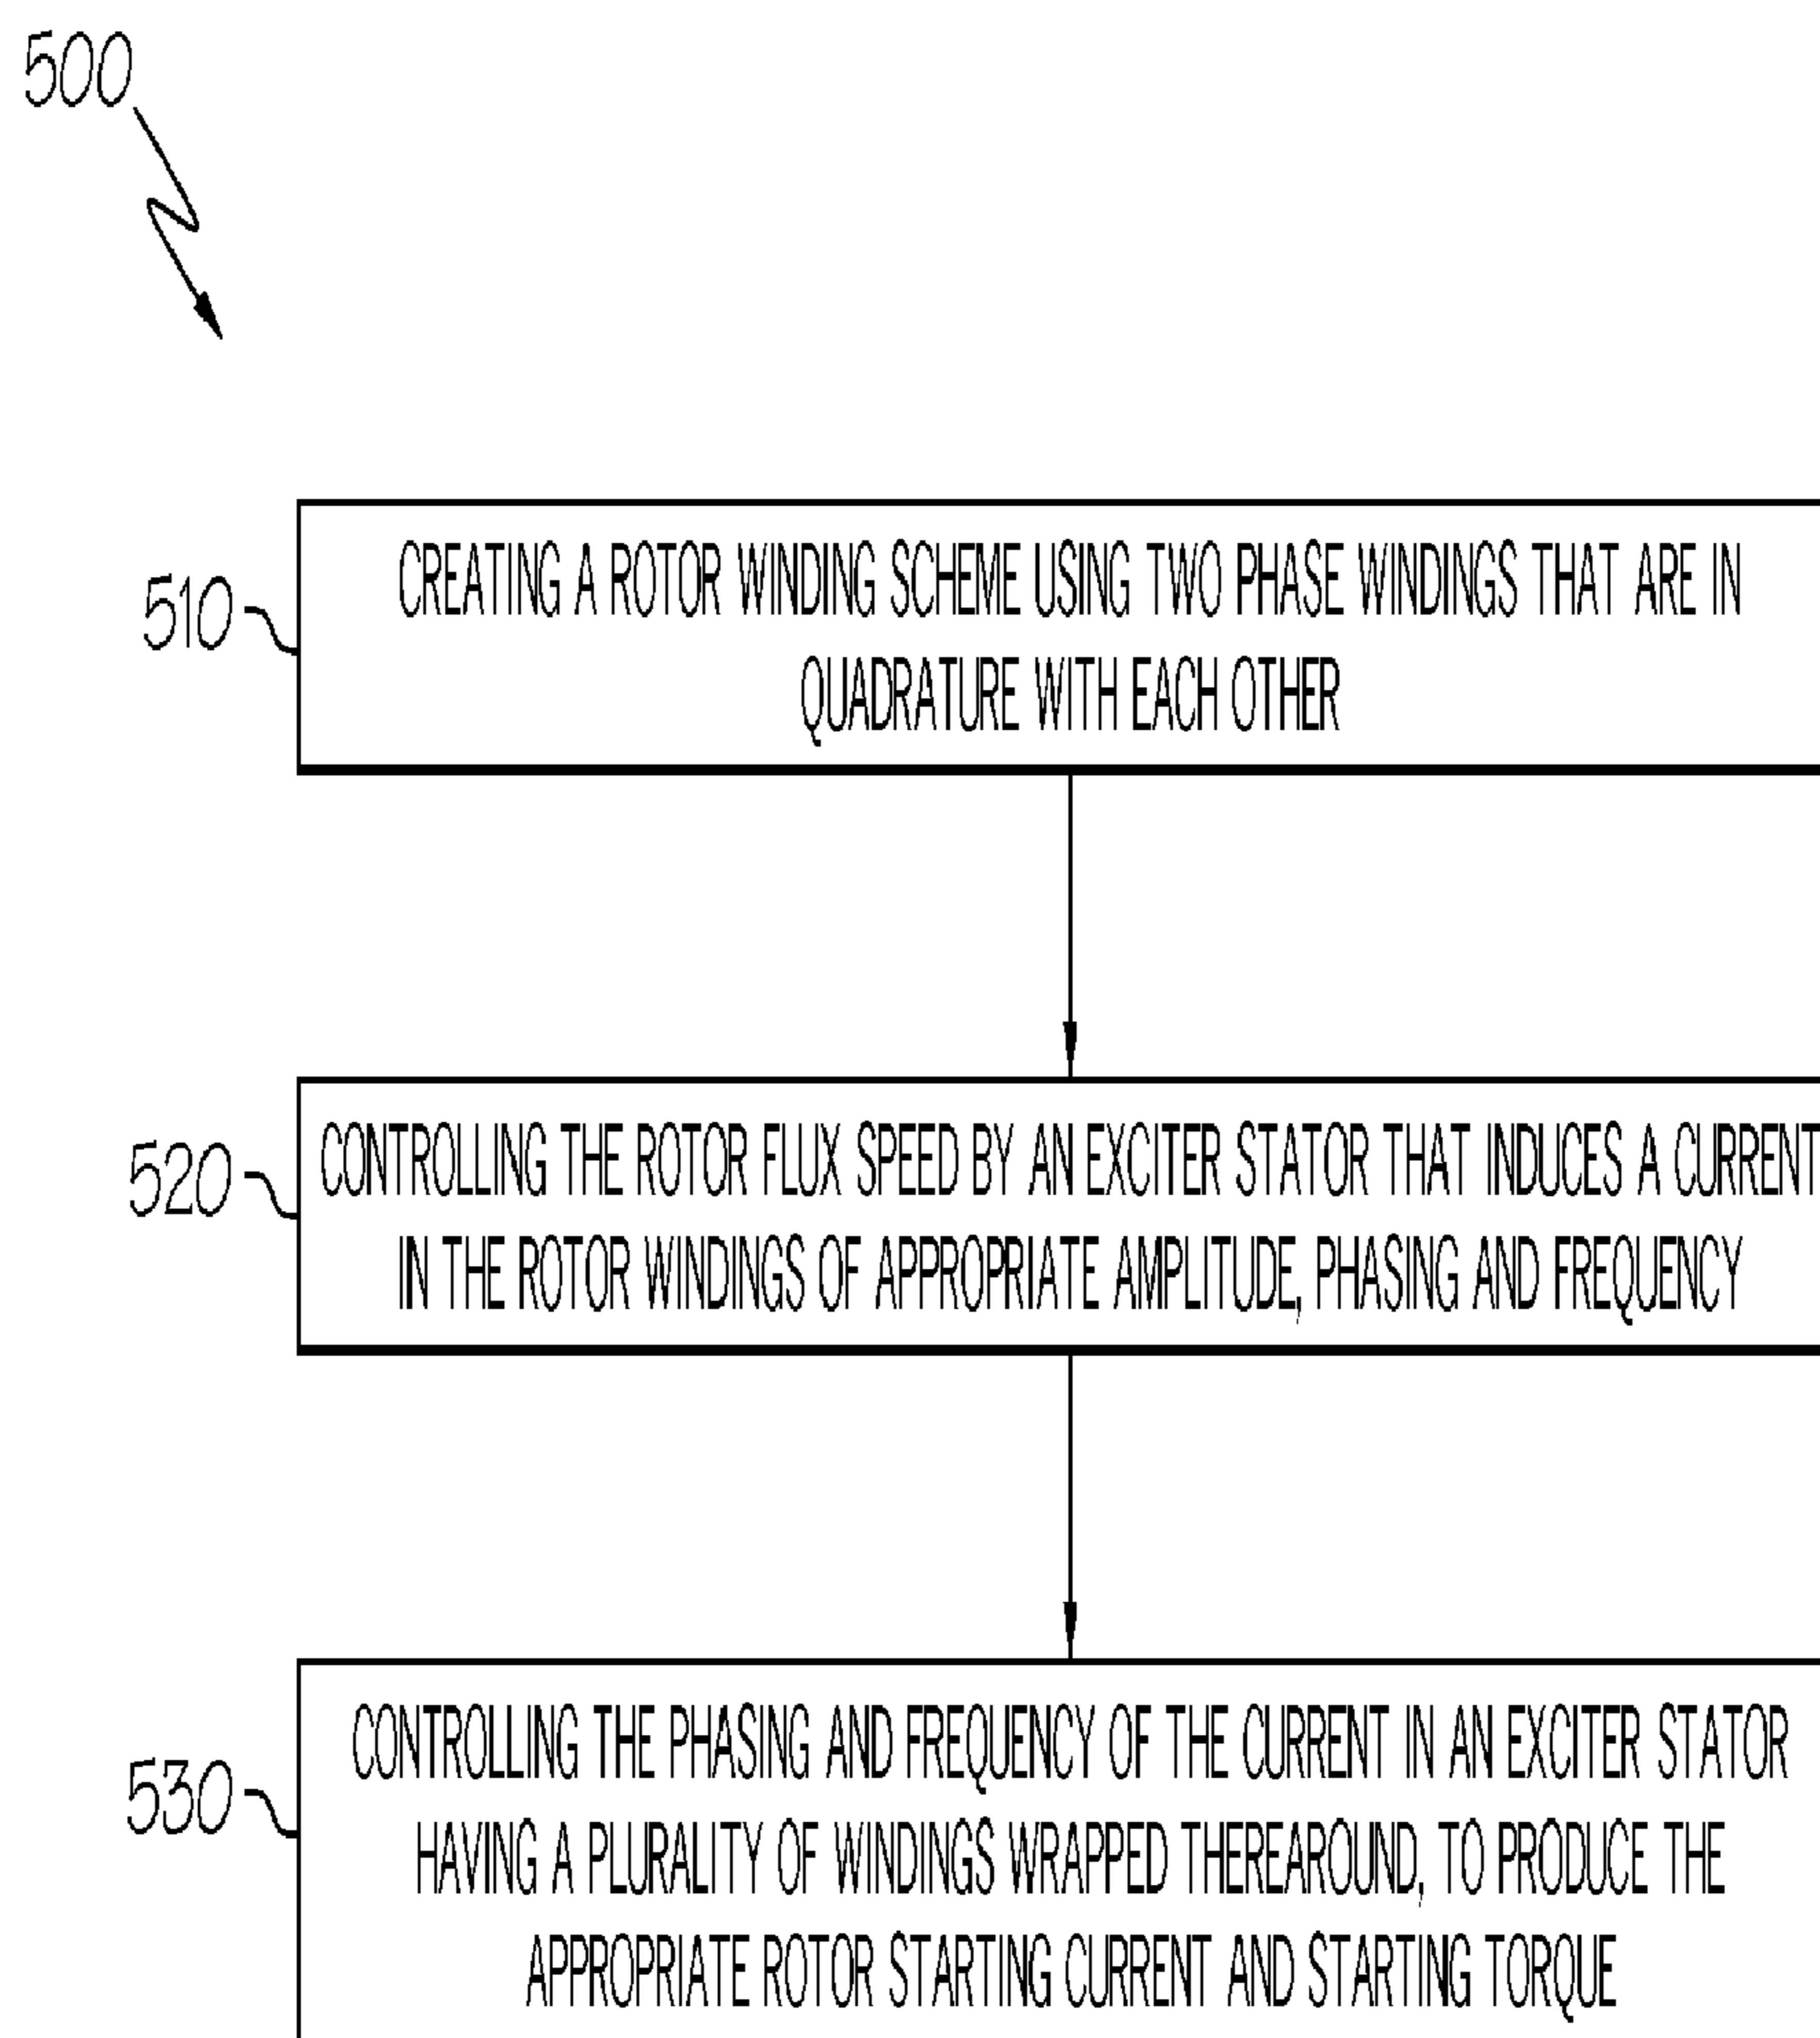 500
510
CREATING A ROTOR WINDING SCHEME USING TWO PHASE WINDINGS THAT ARE IN
QUADRATURE WITH EACH OTHER
520
CONTROLLING THE ROTOR FLUX SPEED BY AN EXCITER STATOR THAT INDUCES A CURRENT
IN THE ROTOR WINDINGS OF APPROPRIATE AMPLITUDE, PHASING AND FREQUENCY
530
CONTROLLING THE PHASING AND FREQUENCY OF THE CURRENT IN AN EXCITER STATOR
HAVING A PLURALITY OF WINDINGS WRAPPED THEREAROUND, TO PRODUCE THE
APPROPRIATE ROTOR STARTING CURRENT AND STARTING TORQUE